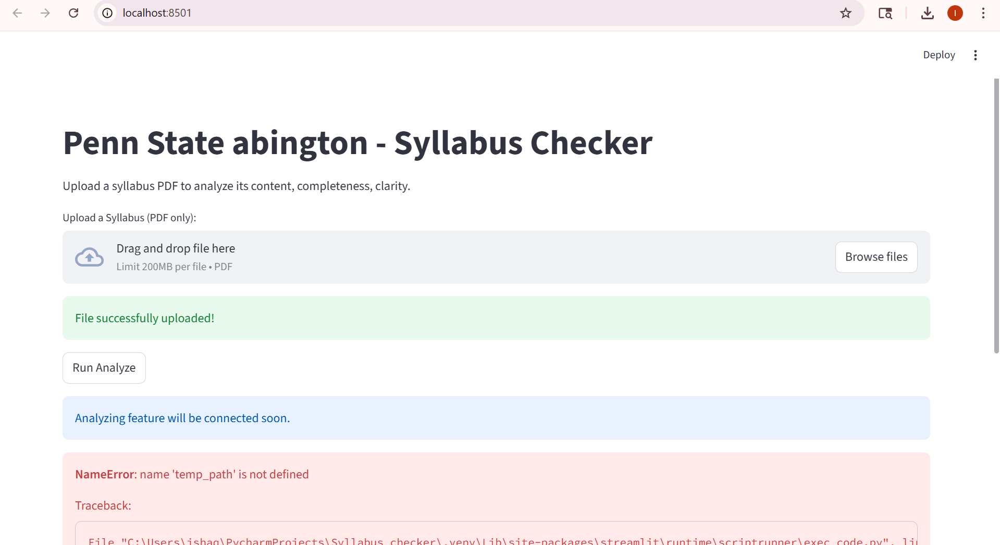 localhost:8501
I
Deploy
Penn State abington - Syllabus Checker
Upload a syllabus PDF to analyze its content, completeness, clarity.
Upload a Syllabus (PDF only):
Drag and drop file here
Limit 200MB per file • PDF
Browse files
File successfully uploaded!
Run Analyze
Analyzing feature will be connected soon.
NameError: name 'temp_path' is not defined
Traceback:
File "C:\Users\ishaq\PycharmProjects\Syllabus checker\.venv\Lib\site-packages\streamlit\runtime\scriptrunner\exec_code.py", li